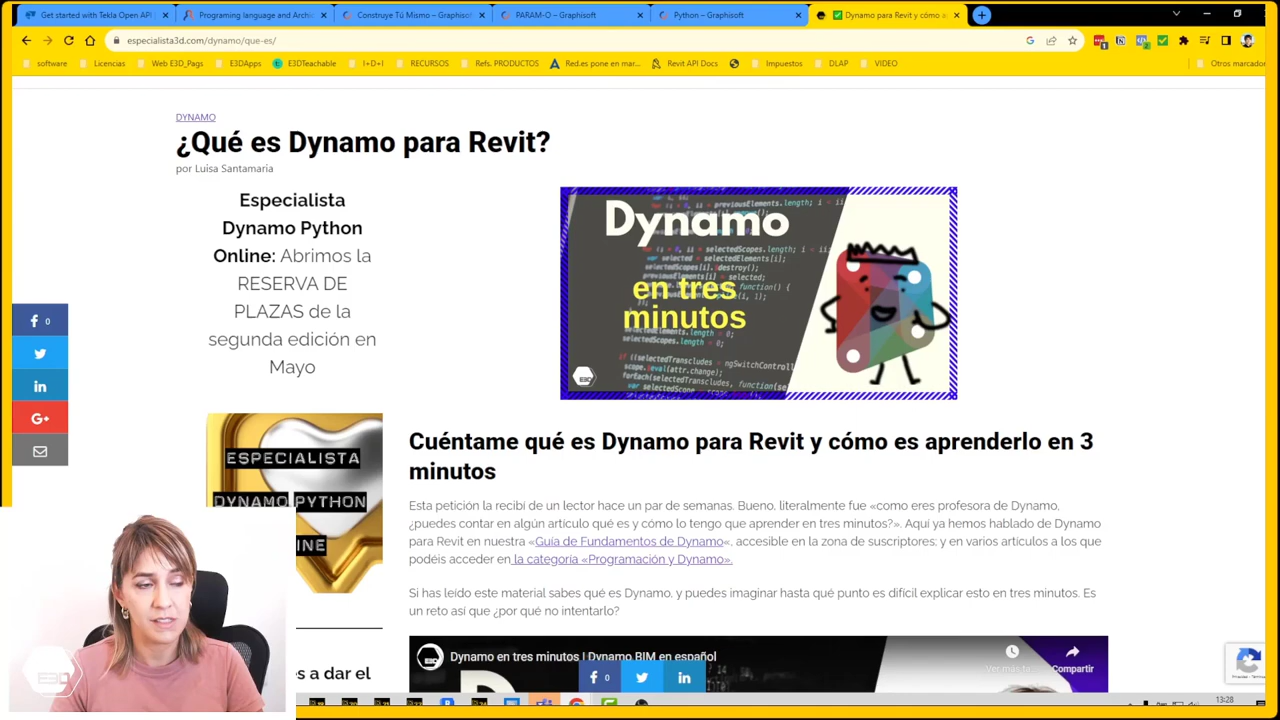 Get started with Tekla Open API
Programing language and Archi
Construye Tú Mismo – Graphisoft
PARAM-O – Graphisoft
Python – Graphisoft
Dynamo para Revit y cómo a
especialista3d.com/dynamo/que-es/
software
Licencias
Web E3D_Pags
E3DApps
E3DTeachable
I+D+I
RECURSOS
Refs. PRODUCTOS
Red.es pone en mar...
Revit API Docs
Impuestos
DLAP
VIDEO
Otros marcador
DYNAMO
¿Qué es Dynamo para Revit?
por Luisa Santamaria
Especialista
Dynamo Python
Online: Abrimos la
RESERVA DE
PLAZAS de la
segunda edición en
Mayo
Dynamo
en tres
minutos
0
ESPECIALISTA
DYNAMO PYTHON
INE
Cuéntame qué es Dynamo para Revit y cómo es aprenderlo en 3
minutos
Esta petición la recibí de un lector hace un par de semanas. Bueno, literalmente fue «como eres profesora de Dynamo,
¿puedes contar en algún artículo qué es y cómo lo tengo que aprender en tres minutos?». Aquí ya hemos hablado de Dynamo
para Revit en nuestra «Guía de Fundamentos de Dynamo«, accesible en la zona de suscriptores; y en varios artículos a los que
podéis acceder en la categoría «Programación y Dynamo».
Si has leído este material sabes qué es Dynamo, y puedes imaginar hasta qué punto es difícil explicar esto en tres minutos. Es
un reto así que ¿por qué no intentarlo?
s a dar el
Dynamo en tres minutos | Dynamo BIM en español
Ver más ta...
Compartir
0
13:28